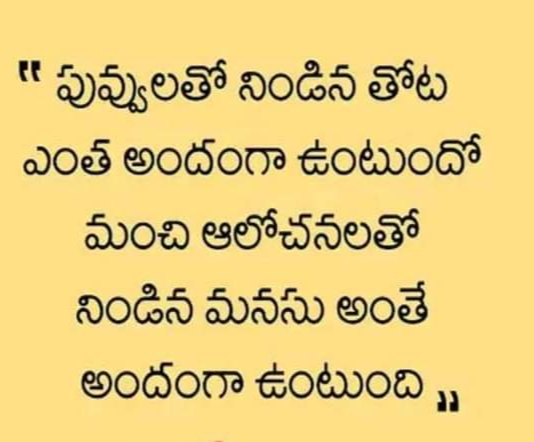 " పువ్వులతో నిండిన తోట
ఎంత అందంగా ఉంటుందో
మంచి ఆలోచనలతో
నిండిన మనసు అంతే
అందంగా ఉంటుంది „